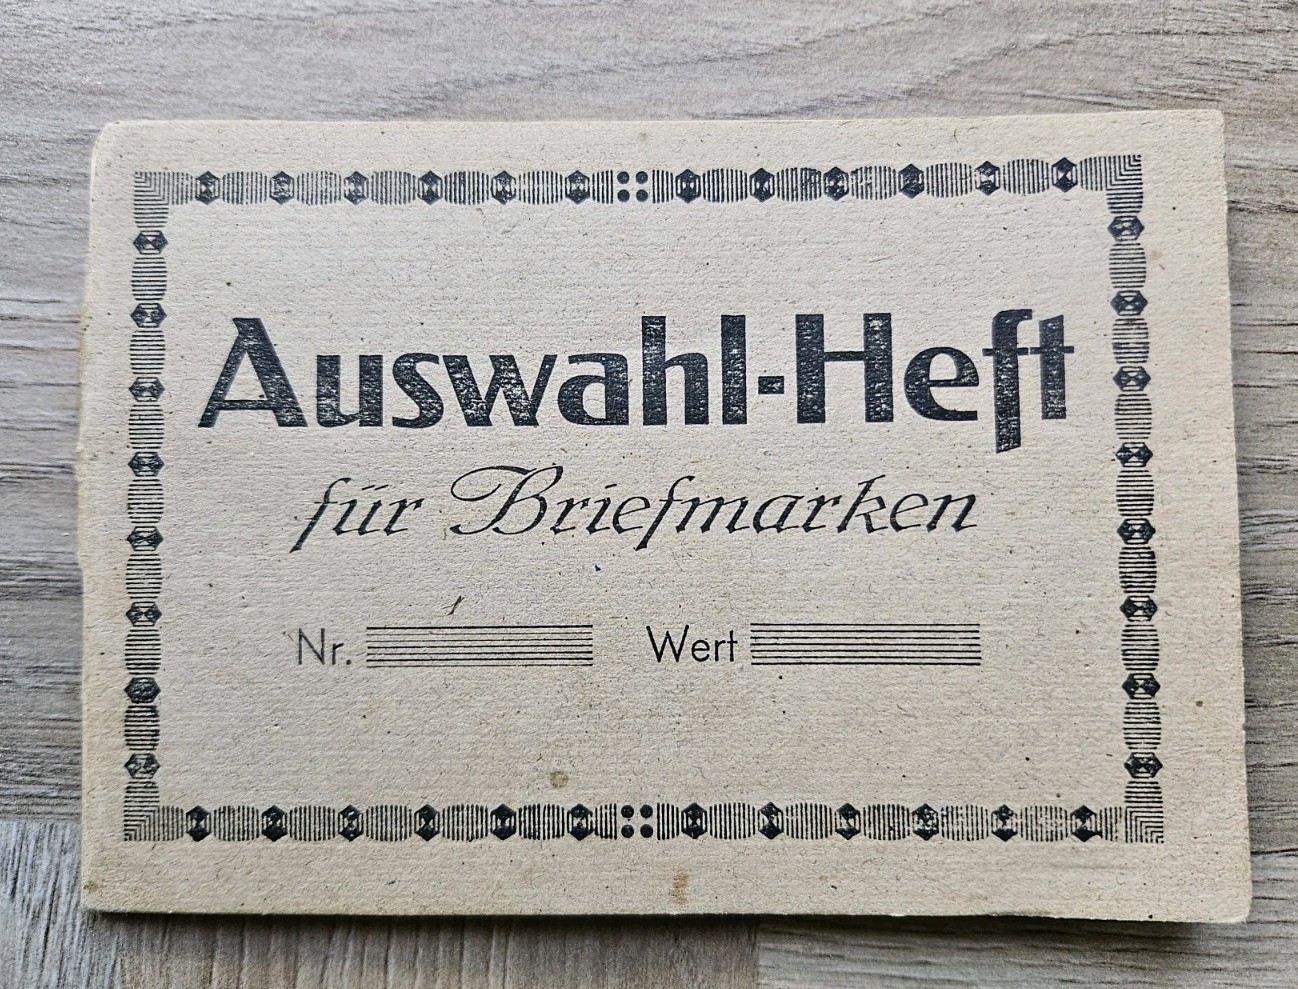 Auswahl-Heft
für Briefmarken
Nr. Wert